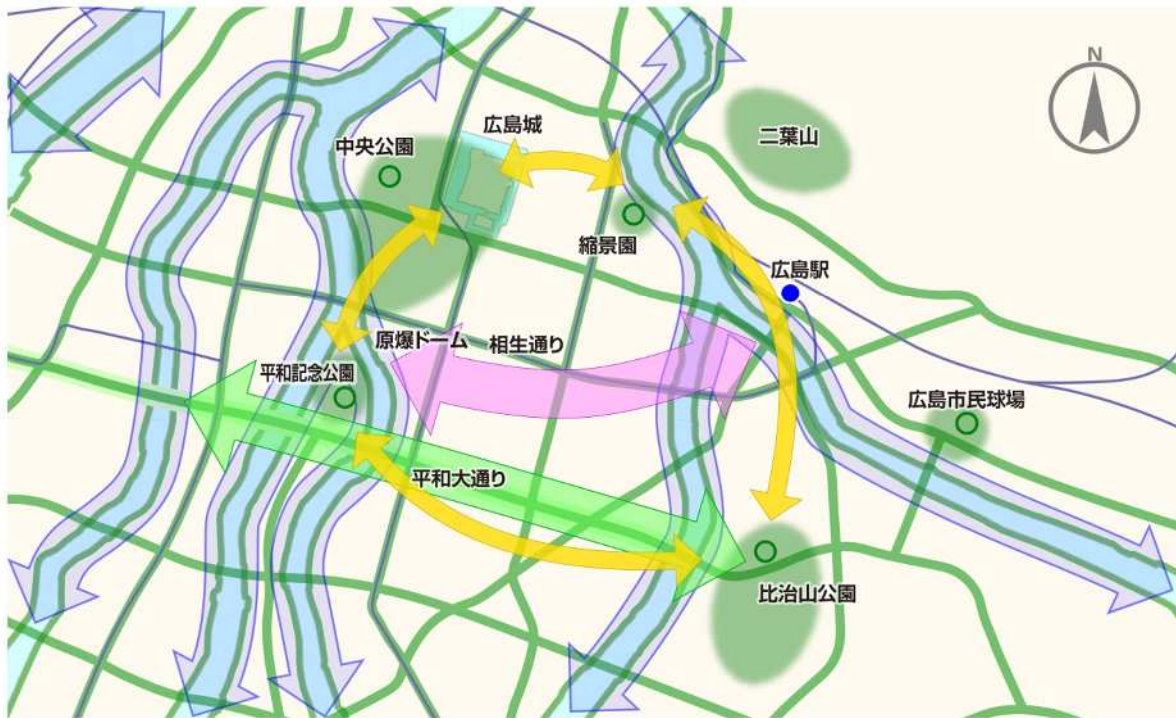 N
広島城
中央公園
二葉山
縮景園
広島駅
原爆ドーム
相生通り
平和記念公園
広島市民球場
平和大通り
比治山公園